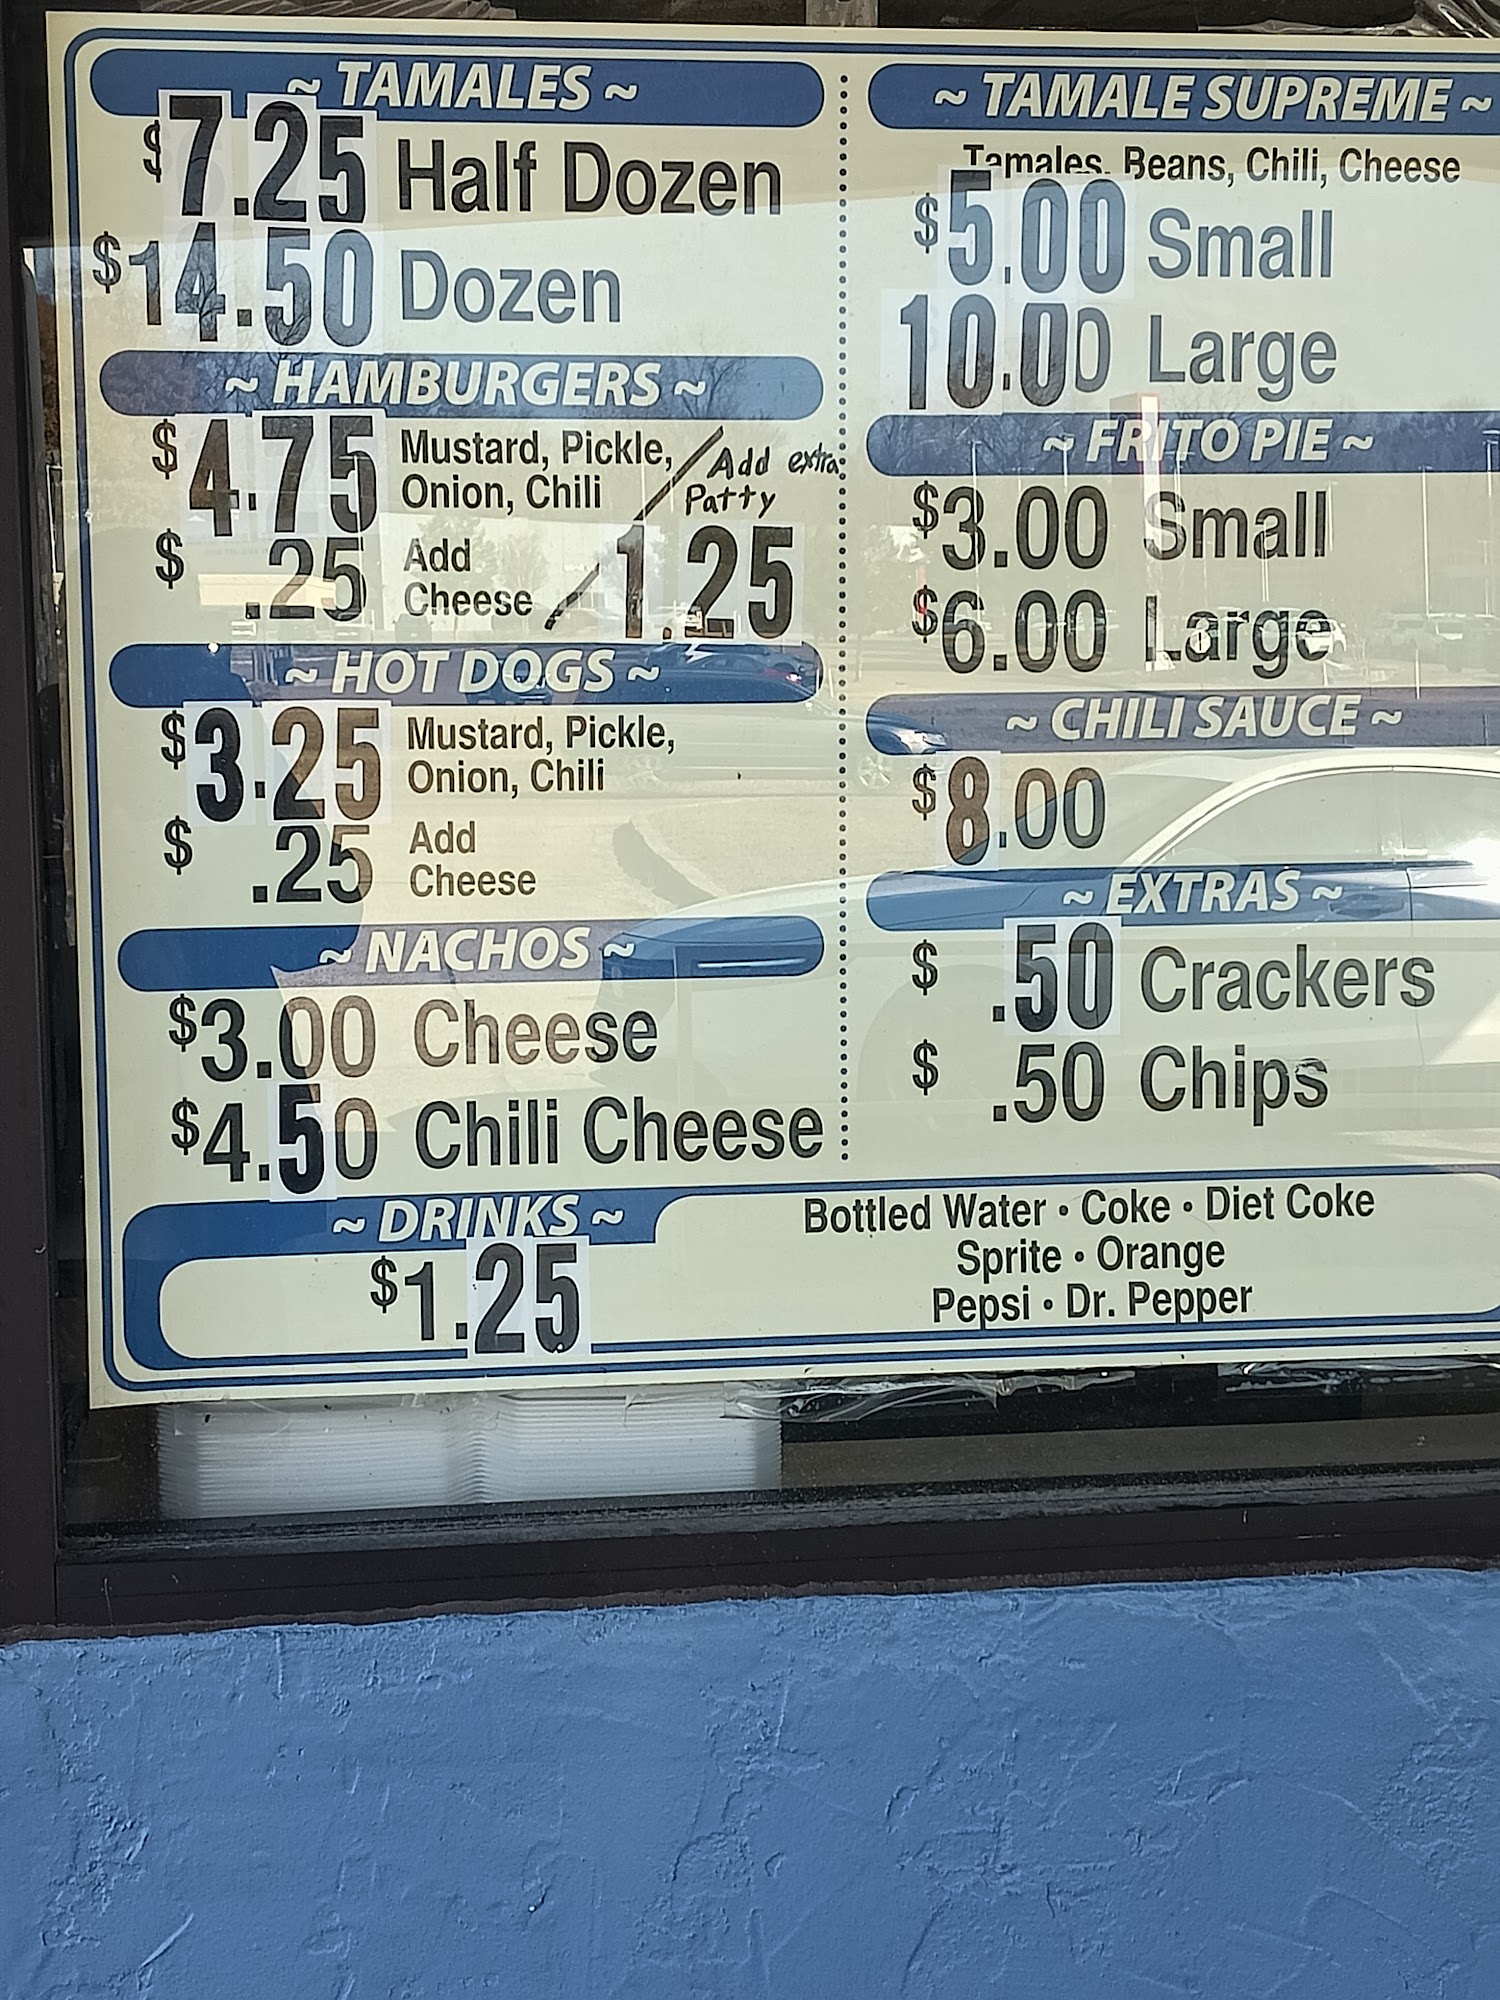 ~ TAMALES ~
$7.25 Half Dozen
$14.50 Dozen
~ HAMBURGERS ~
$4.75 Mustard, Pickle, Onion, Chili
$ .25 Add Cheese
/ Add extra Patty
1.25
~ HOT DOGS ~
$3.25 Mustard, Pickle, Onion, Chili
$ .25 Add Cheese
~ NACHOS ~
$3.00 Cheese
$4.50 Chili Cheese
~ TAMALE SUPREME ~
Tamales, Beans, Chili, Cheese
$5.00 Small
10.00 Large
~ FRITO PIE ~
$3.00 Small
$6.00 Large
~ CHILI SAUCE ~
$8.00
~ EXTRAS ~
$ .50 Crackers
$ .50 Chips
~ DRINKS ~
$1.25
Bottled Water • Coke • Diet Coke
Sprite • Orange
Pepsi • Dr. Pepper